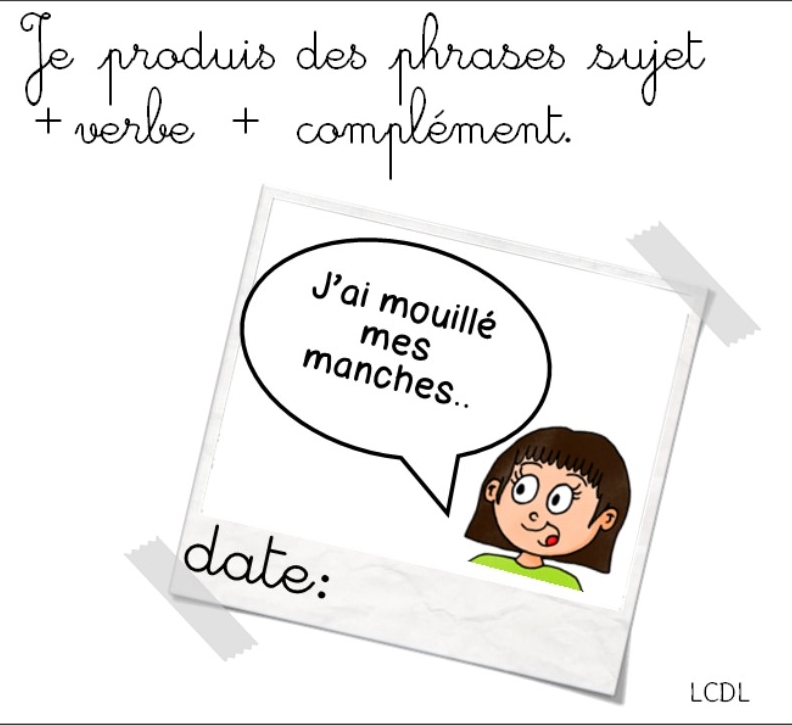 Je produis des phrases sujet
+ verbe + complément.
J'ai mouillé
mes
manches..
date:
LCDL